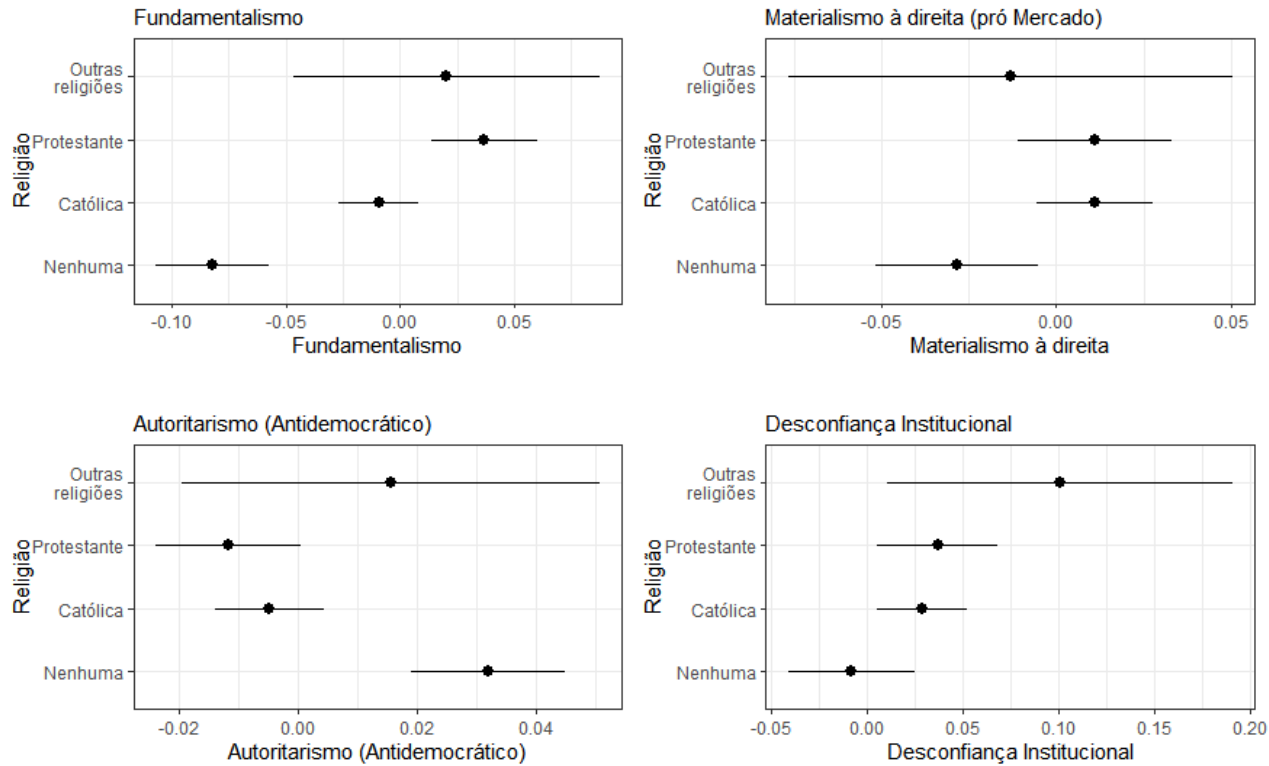 Fundamentalismo
Religião
Outras
religiões
Protestante
Católica
Nenhuma
-0.10 -0.05 0.00 0.05
Fundamentalismo
Materialismo à direita (pró Mercado)
Religião
Outras
religiões
Protestante
Católica
Nenhuma
-0.05 0.00 0.05
Materialismo à direita
Autoritarismo (Antidemocrático)
Religião
Outras
religiões
Protestante
Católica
Nenhuma
-0.02 0.00 0.02 0.04
Autoritarismo (Antidemocrático)
Desconfiança Institucional
Religião
Outras
religiões
Protestante
Católica
Nenhuma
-0.05 0.00 0.05 0.10 0.15 0.20
Desconfiança Institucional